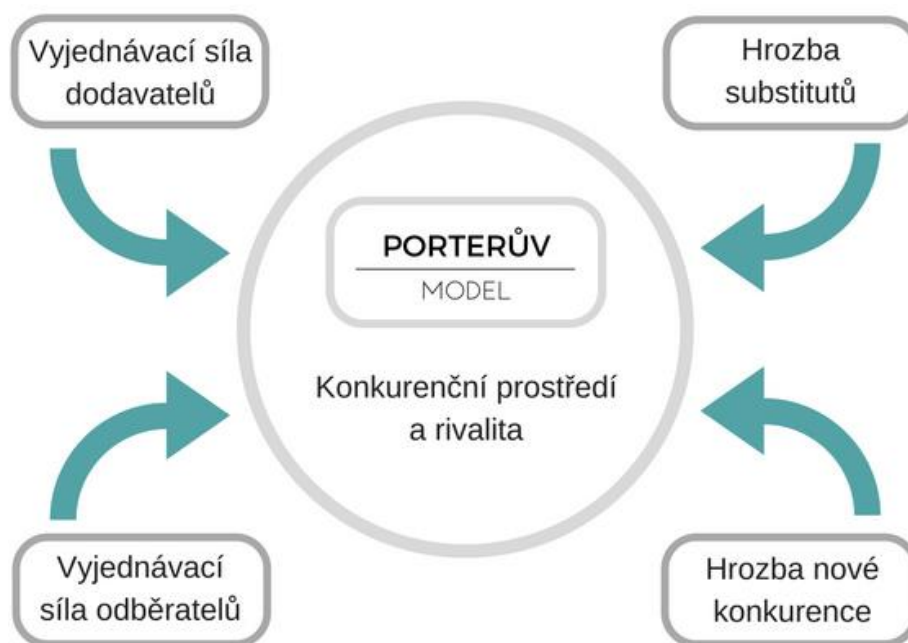 Vyjednávací síla
dodavatelů
Hrozba
substitutů
PORTERŮV
MODEL
Konkurenční prostředí
a rivalita
Vyjednávací
síla odběratelů
Hrozba nové
konkurence